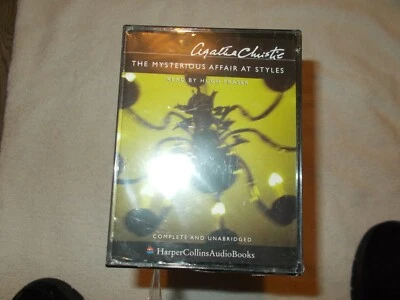 Agatha Christie
THE MYSTERIOUS AFFAIR AT STYLES
READ BY HUGH FRASER
COMPLETE AND UNABRIDGED
HarperCollinsAudioBooks